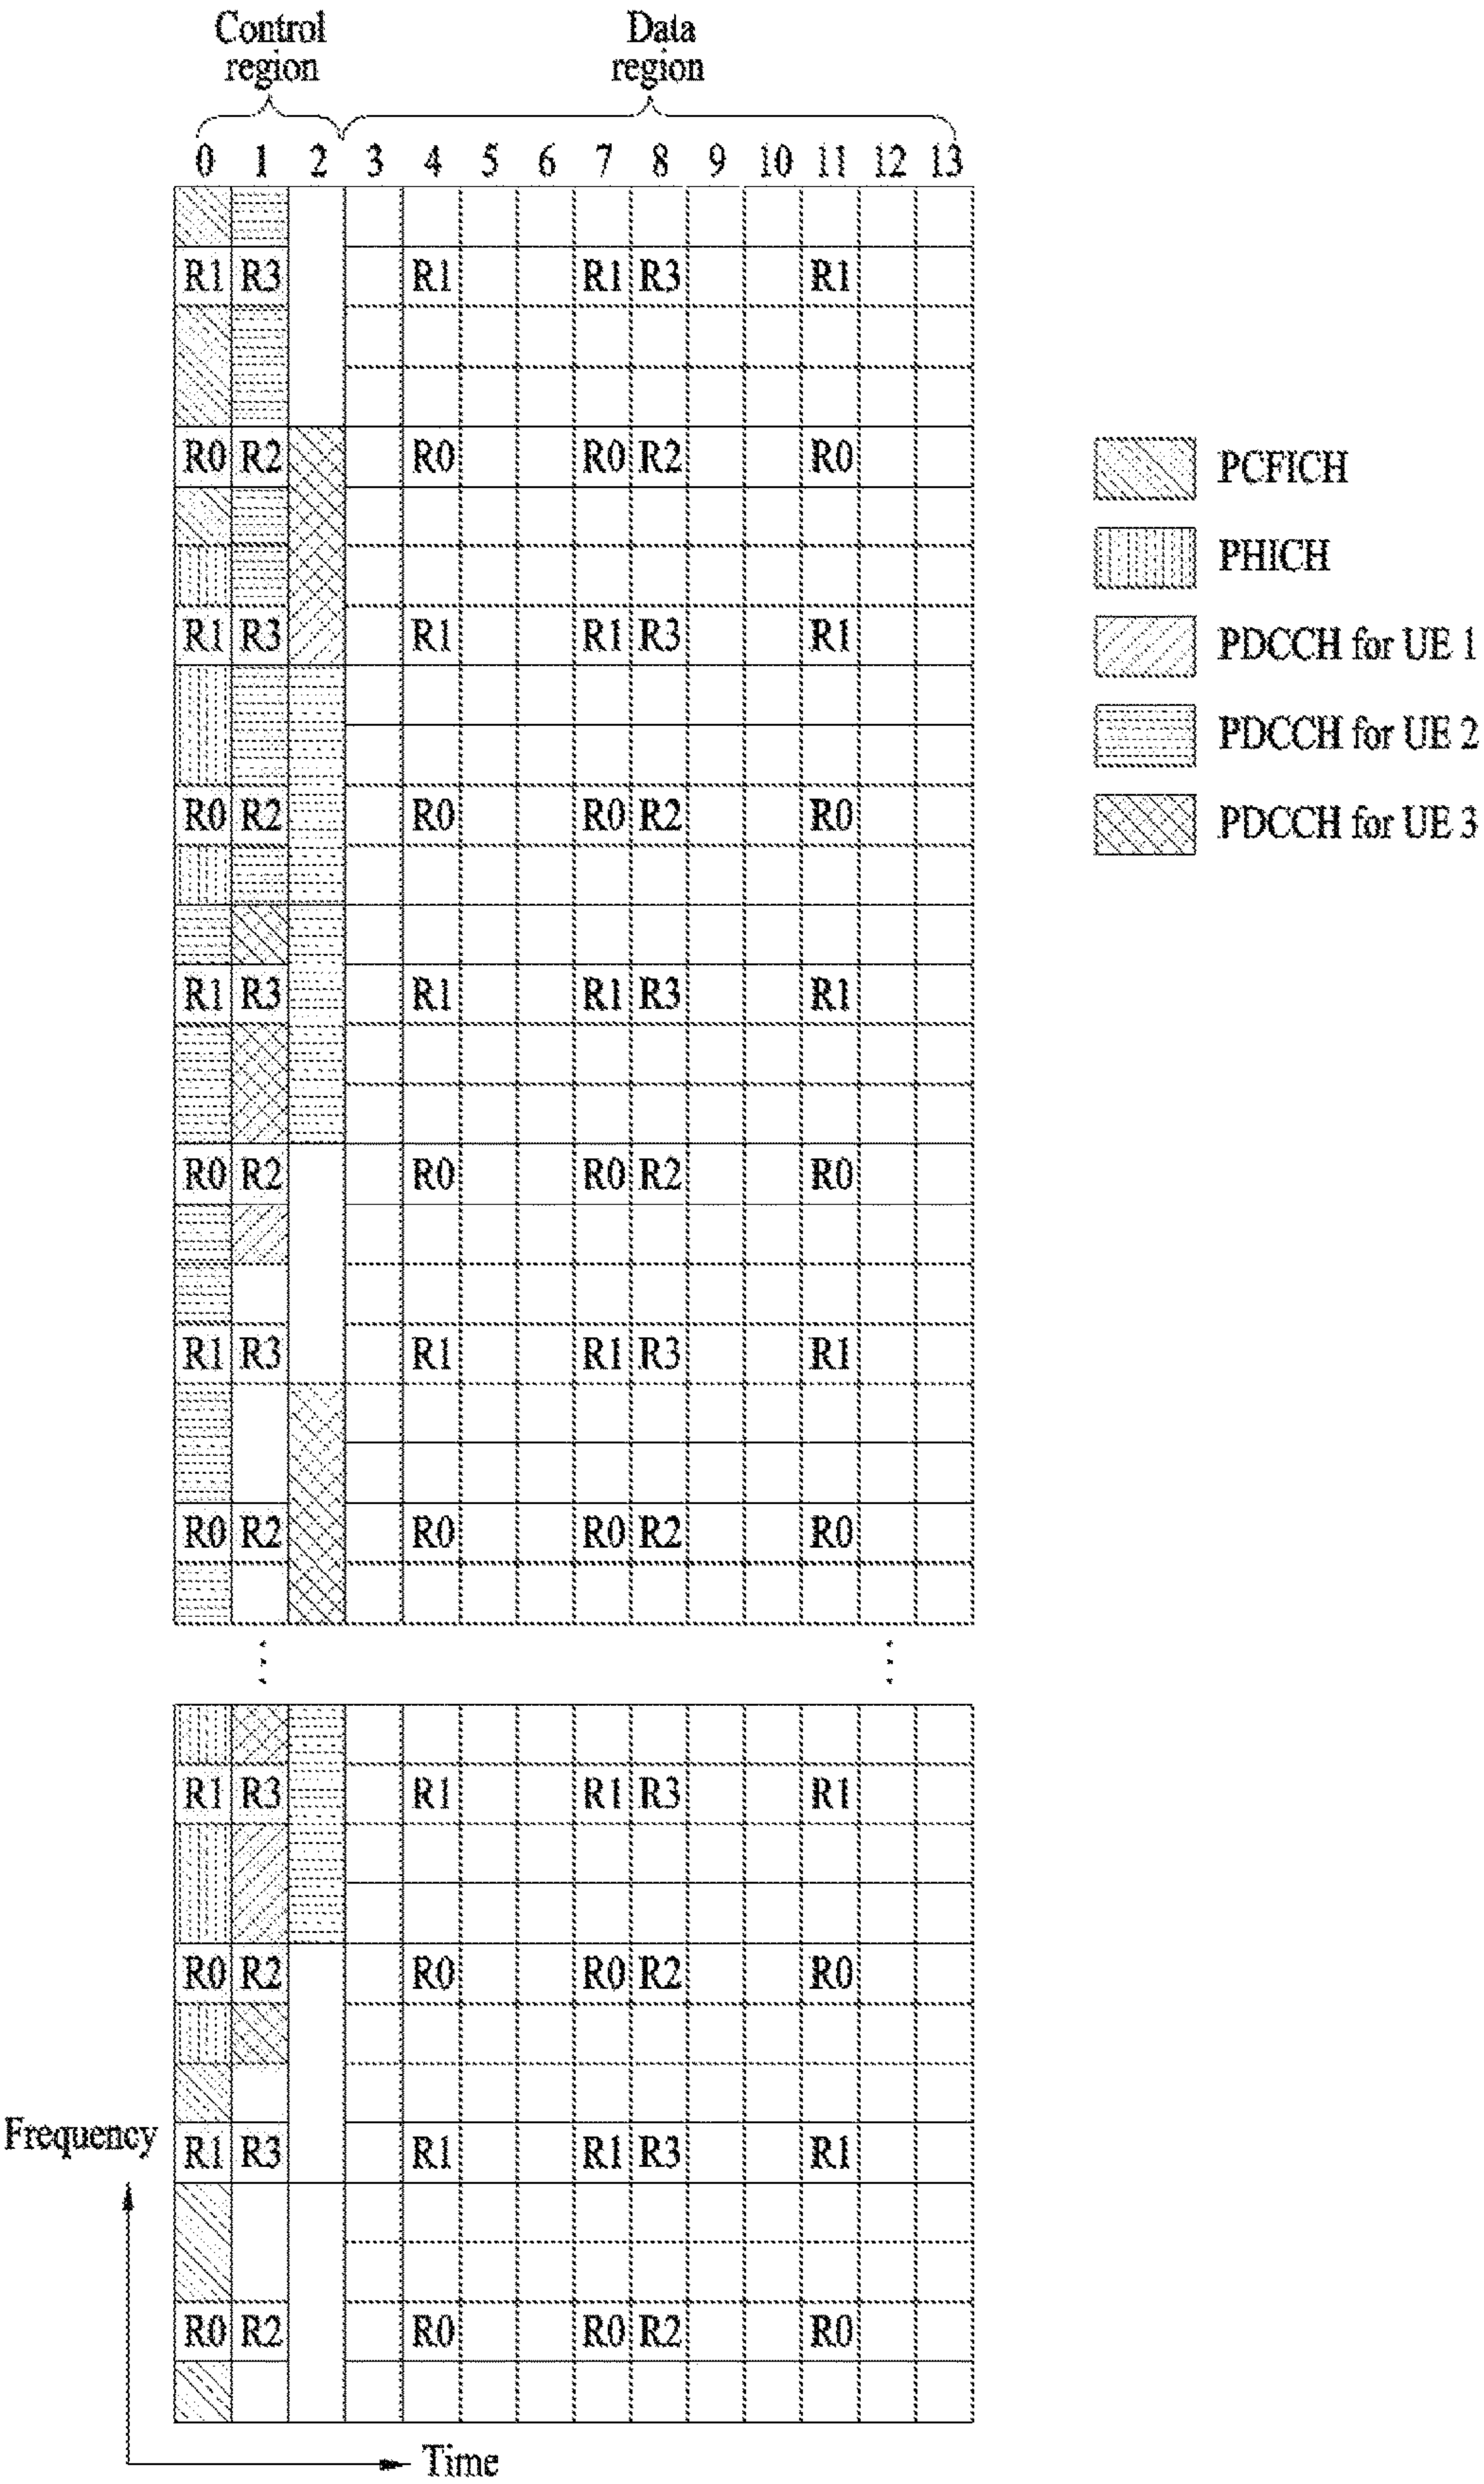 Control
region
Data
region
0 1 2 3 4 5 6 7 8 9 10 11 12 13
R1 R3 R1 R1 R3 R1
R0 R2 R0 R0 R2 R0
PCFICH
PHICH
R1 R3 R1 R1 R3 R1
PDCCH for UE 1
PDCCH for UE 2
R0 R2 R0 R0 R2 R0
PDCCH for UE 3
R1 R3 R1 R1 R3 R1
R0 R2 R0 R0 R2 R0
R1 R3 R1 R1 R3 R1
R0 R2 R0 R0 R2 R0
R1 R3 R1 R1 R3 R1
R0 R2 R0 R0 R2 R0
Frequency
R1 R3 R1 R1 R3 R1
R0 R2 R0 R0 R2 R0
Time